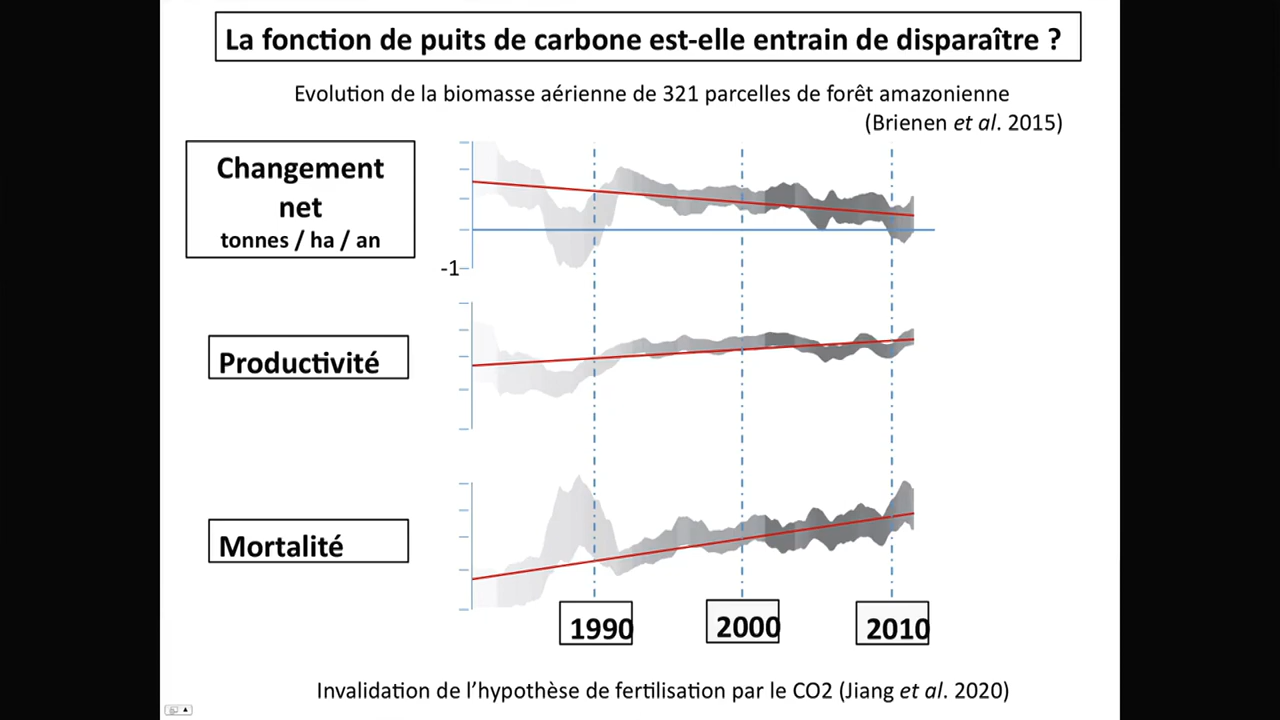 La fonction de puits de carbone est-elle entrain de disparaître ?
Evolution de la biomasse aérienne de 321 parcelles de forêt amazonienne
(Brienen et al. 2015)
Changement
net
tonnes / ha / an
-1
Productivité
Mortalité
1990
2000
2010
Invalidation de l'hypothèse de fertilisation par le CO2 (Jiang et al. 2020)